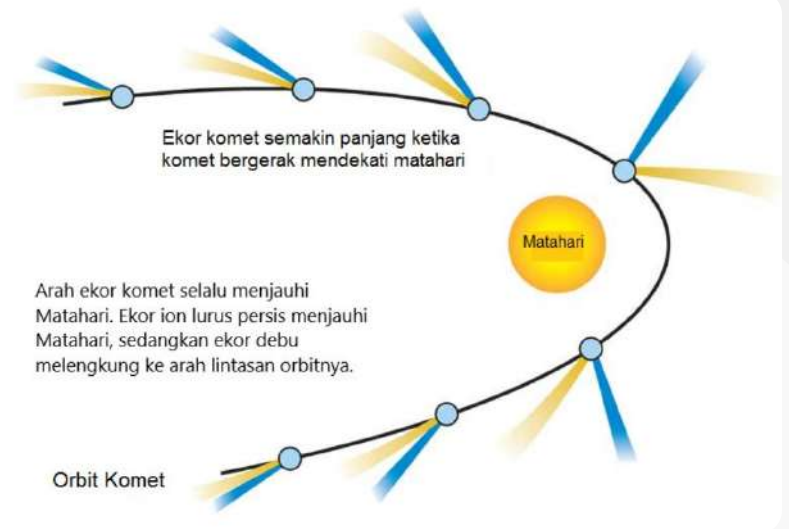 Ekor komet semakin panjang ketika
komet bergerak mendekati matahari
Matahari
Arah ekor komet selalu menjauhi
Matahari. Ekor ion lurus persis menjauhi
Matahari, sedangkan ekor debu
melengkung ke arah lintasan orbitnya.
Orbit Komet